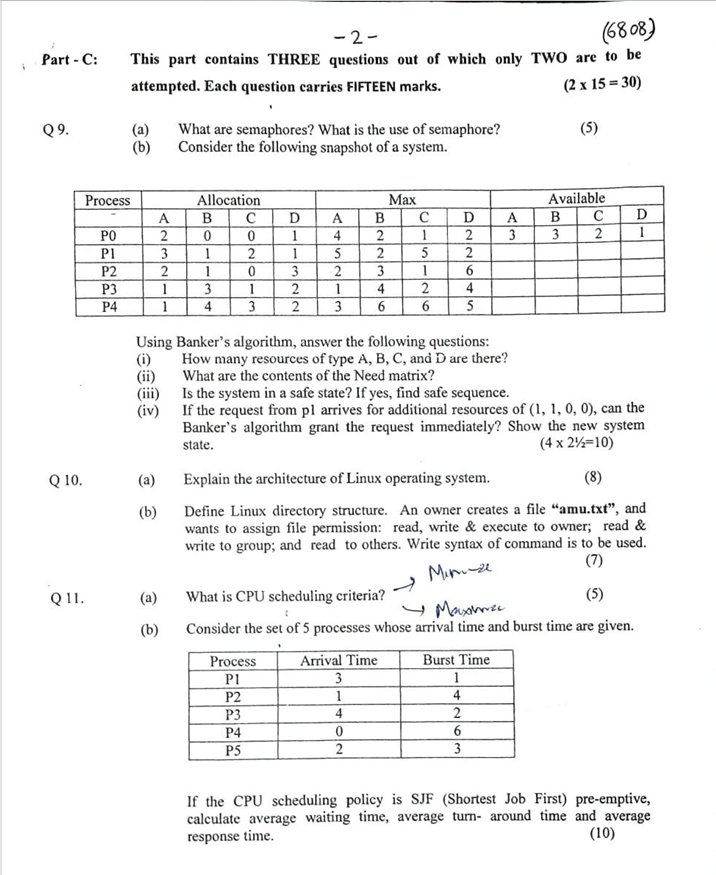 -2-
(6808)
Part - C: This part contains THREE questions out of which only TWO are to be
attempted. Each question carries FIFTEEN marks. (2 x 15 = 30)
Q 9. (a) What are semaphores? What is the use of semaphore? (5)
(b) Consider the following snapshot of a system.
Process Allocation Max Available
A B C D A B C D A B C D
P0 2 0 0 1 4 2 1 2 3 3 2 1
P1 3 1 2 1 5 2 5 2
P2 2 1 0 3 2 3 1 6
P3 1 3 1 2 1 4 2 4
P4 1 4 3 2 3 6 6 5
Using Banker's algorithm, answer the following questions:
(i) How many resources of type A, B, C, and D are there?
(ii) What are the contents of the Need matrix?
(iii) Is the system in a safe state? If yes, find safe sequence.
(iv) If the request from p1 arrives for additional resources of (1, 1, 0, 0), can the
Banker's algorithm grant the request immediately? Show the new system
state. (4 x 2½=10)
Q 10. (a) Explain the architecture of Linux operating system. (8)
(b) Define Linux directory structure. An owner creates a file “amu.txt”, and
wants to assign file permission: read, write & execute to owner; read &
write to group; and read to others. Write syntax of command is to be used.
(7)
Q 11. (a) What is CPU scheduling criteria? (5)
(b) Consider the set of 5 processes whose arrival time and burst time are given.
Process Arrival Time Burst Time
P1 3 1
P2 1 4
P3 4 2
P4 0 6
P5 2 3
If the CPU scheduling policy is SJF (Shortest Job First) pre-emptive,
calculate average waiting time, average turn- around time and average
response time. (10)